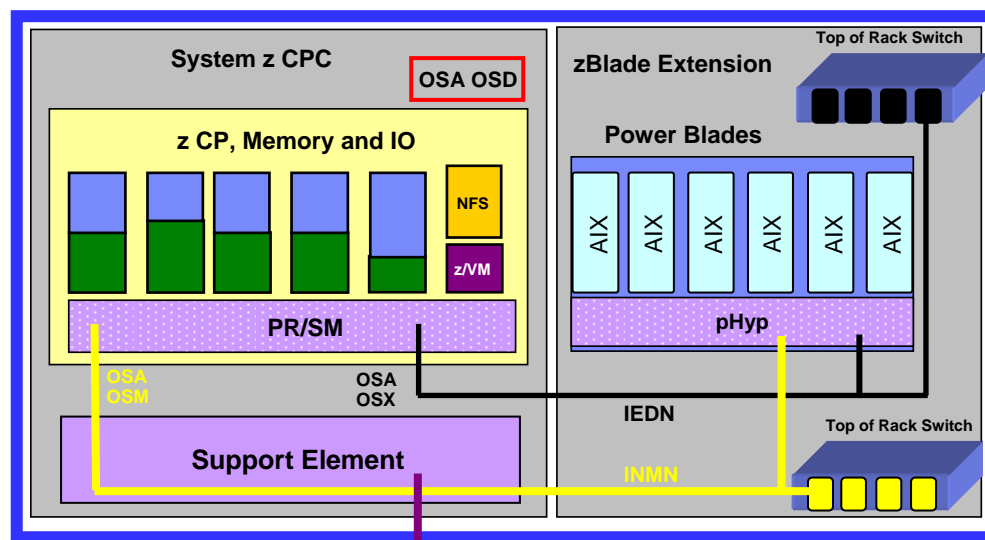 System z CPC
OSA OSD
z CP, Memory and IO
NFS
z/VM
PR/SM
OSA
OSM
OSA
OSX
Support Element
zBlade Extension
Top of Rack Switch
Power Blades
AIX
AIX
AIX
AIX
AIX
AIX
pHyp
IEDN
Top of Rack Switch
INMN